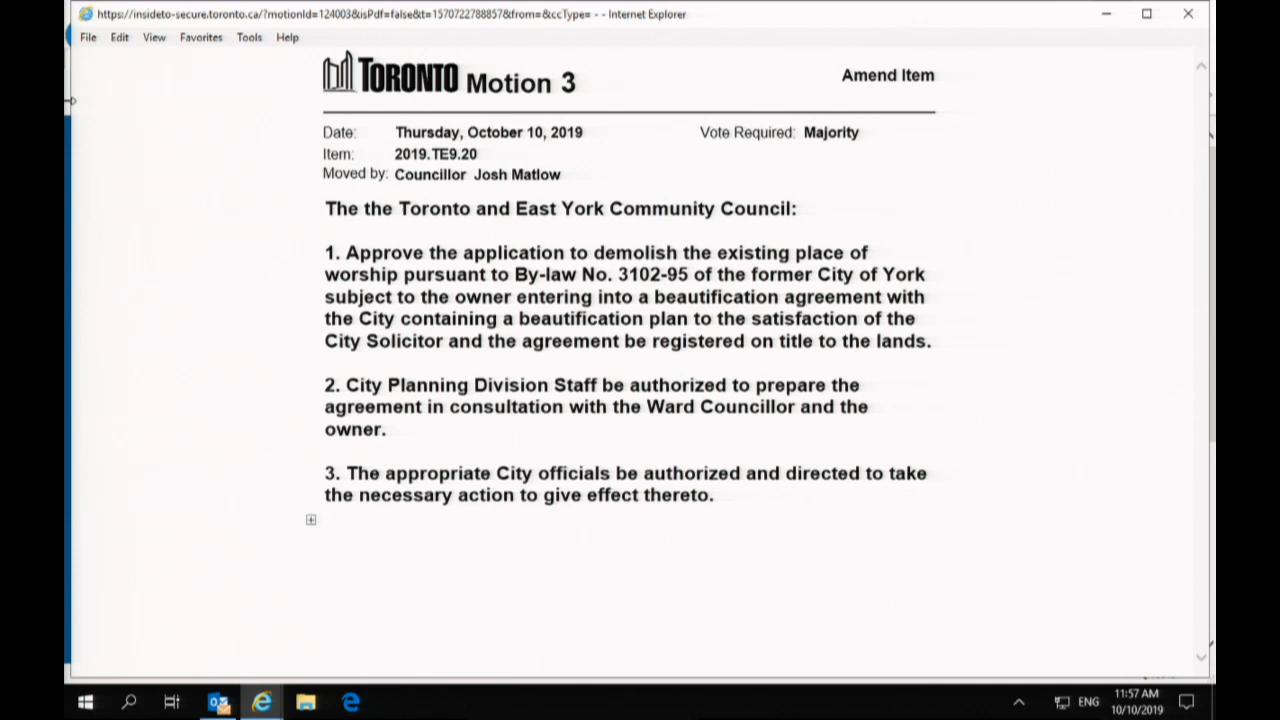 https://insideto-secure.toronto.ca/?motionId=124003&isPdf=false&t=1570722788857&from=&ccType= - - Internet Explorer
File Edit View Favorites Tools Help
TORONTO Motion 3 Amend Item
Date: Thursday, October 10, 2019 Vote Required: Majority
Item: 2019.TE9.20
Moved by: Councillor Josh Matlow
The the Toronto and East York Community Council:
1. Approve the application to demolish the existing place of
worship pursuant to By-law No. 3102-95 of the former City of York
subject to the owner entering into a beautification agreement with
the City containing a beautification plan to the satisfaction of the
City Solicitor and the agreement be registered on title to the lands.
2. City Planning Division Staff be authorized to prepare the
agreement in consultation with the Ward Councillor and the
owner.
3. The appropriate City officials be authorized and directed to take
the necessary action to give effect thereto.
ENG 11:57 AM
10/10/2019